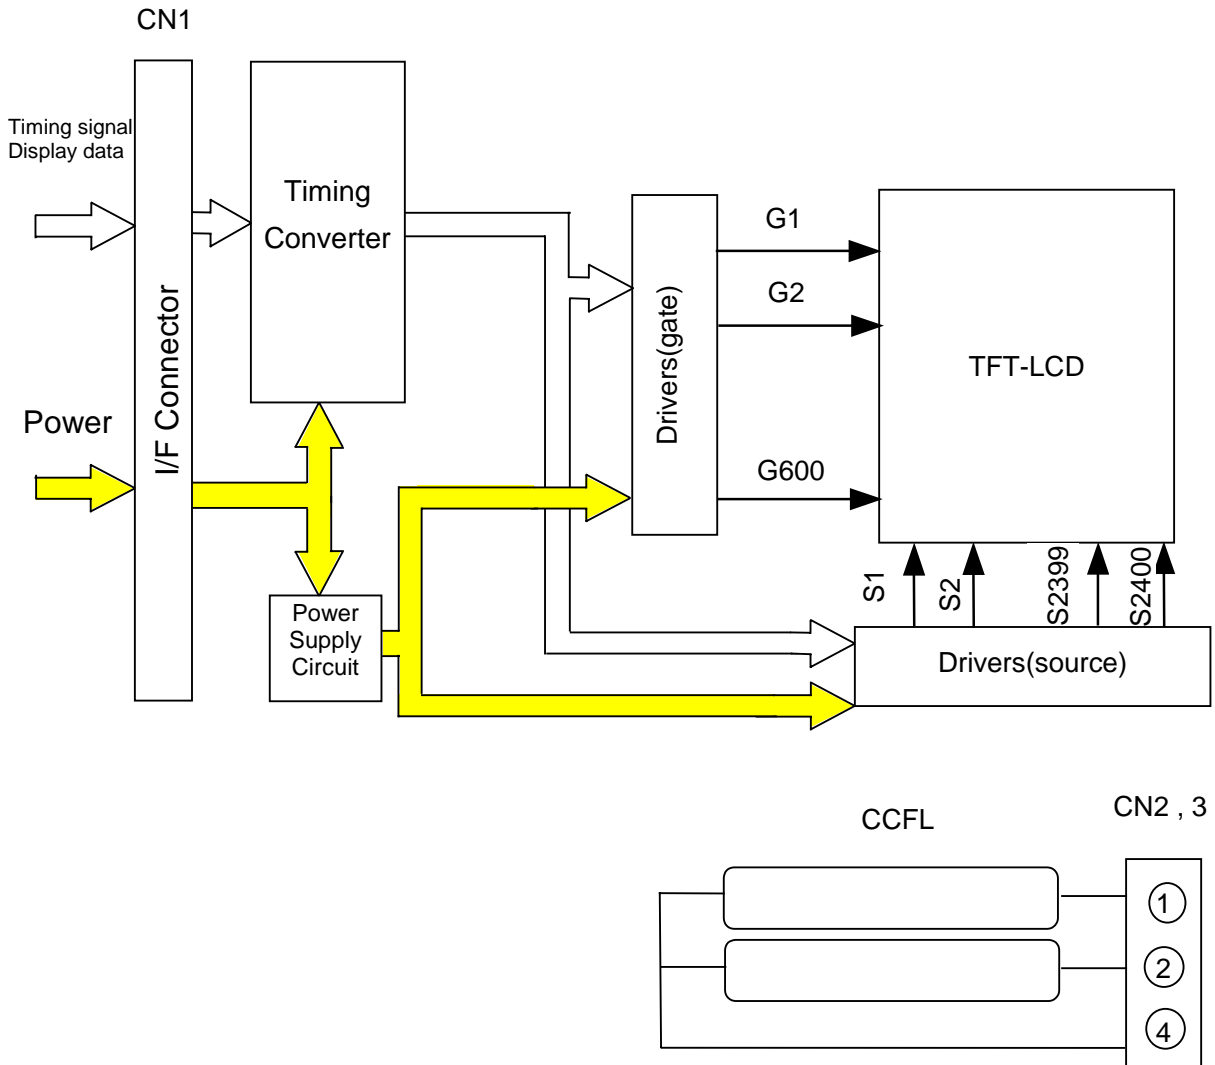 CN1
Timing signal
Display data
Timing
Converter
I/F Connector
Power
Power
Supply
Circuit
Drivers(gate)
G1
G2
G600
TFT-LCD
S1
S2
S2399
S2400
Drivers(source)
CCFL
CN2 , 3
1
2
4